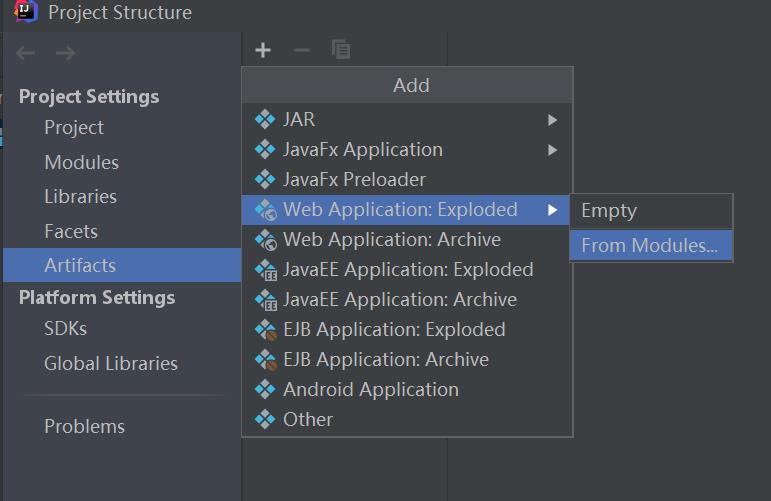 IJ
Project Structure
Project Settings
Project
Modules
Libraries
Facets
Artifacts
Platform Settings
SDKs
Global Libraries
Problems
Add
JAR
JavaFx Application
JavaFx Preloader
Web Application: Exploded
Web Application: Archive
JavaEE Application: Exploded
JavaEE Application: Archive
EJB Application: Exploded
EJB Application: Archive
Android Application
Other
Empty
From Modules...